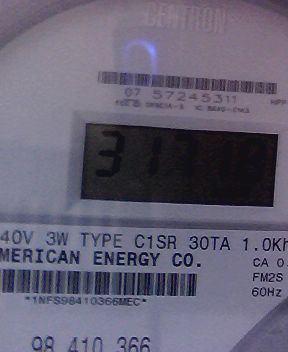 CENTRON
07 57245311
317
40V 3W TYPE C1SR 30TA 1.0Kh
MERICAN ENERGY CO.
CA 0.
FM2S
60Hz
*1NFS98410366MEC*
98 410 366